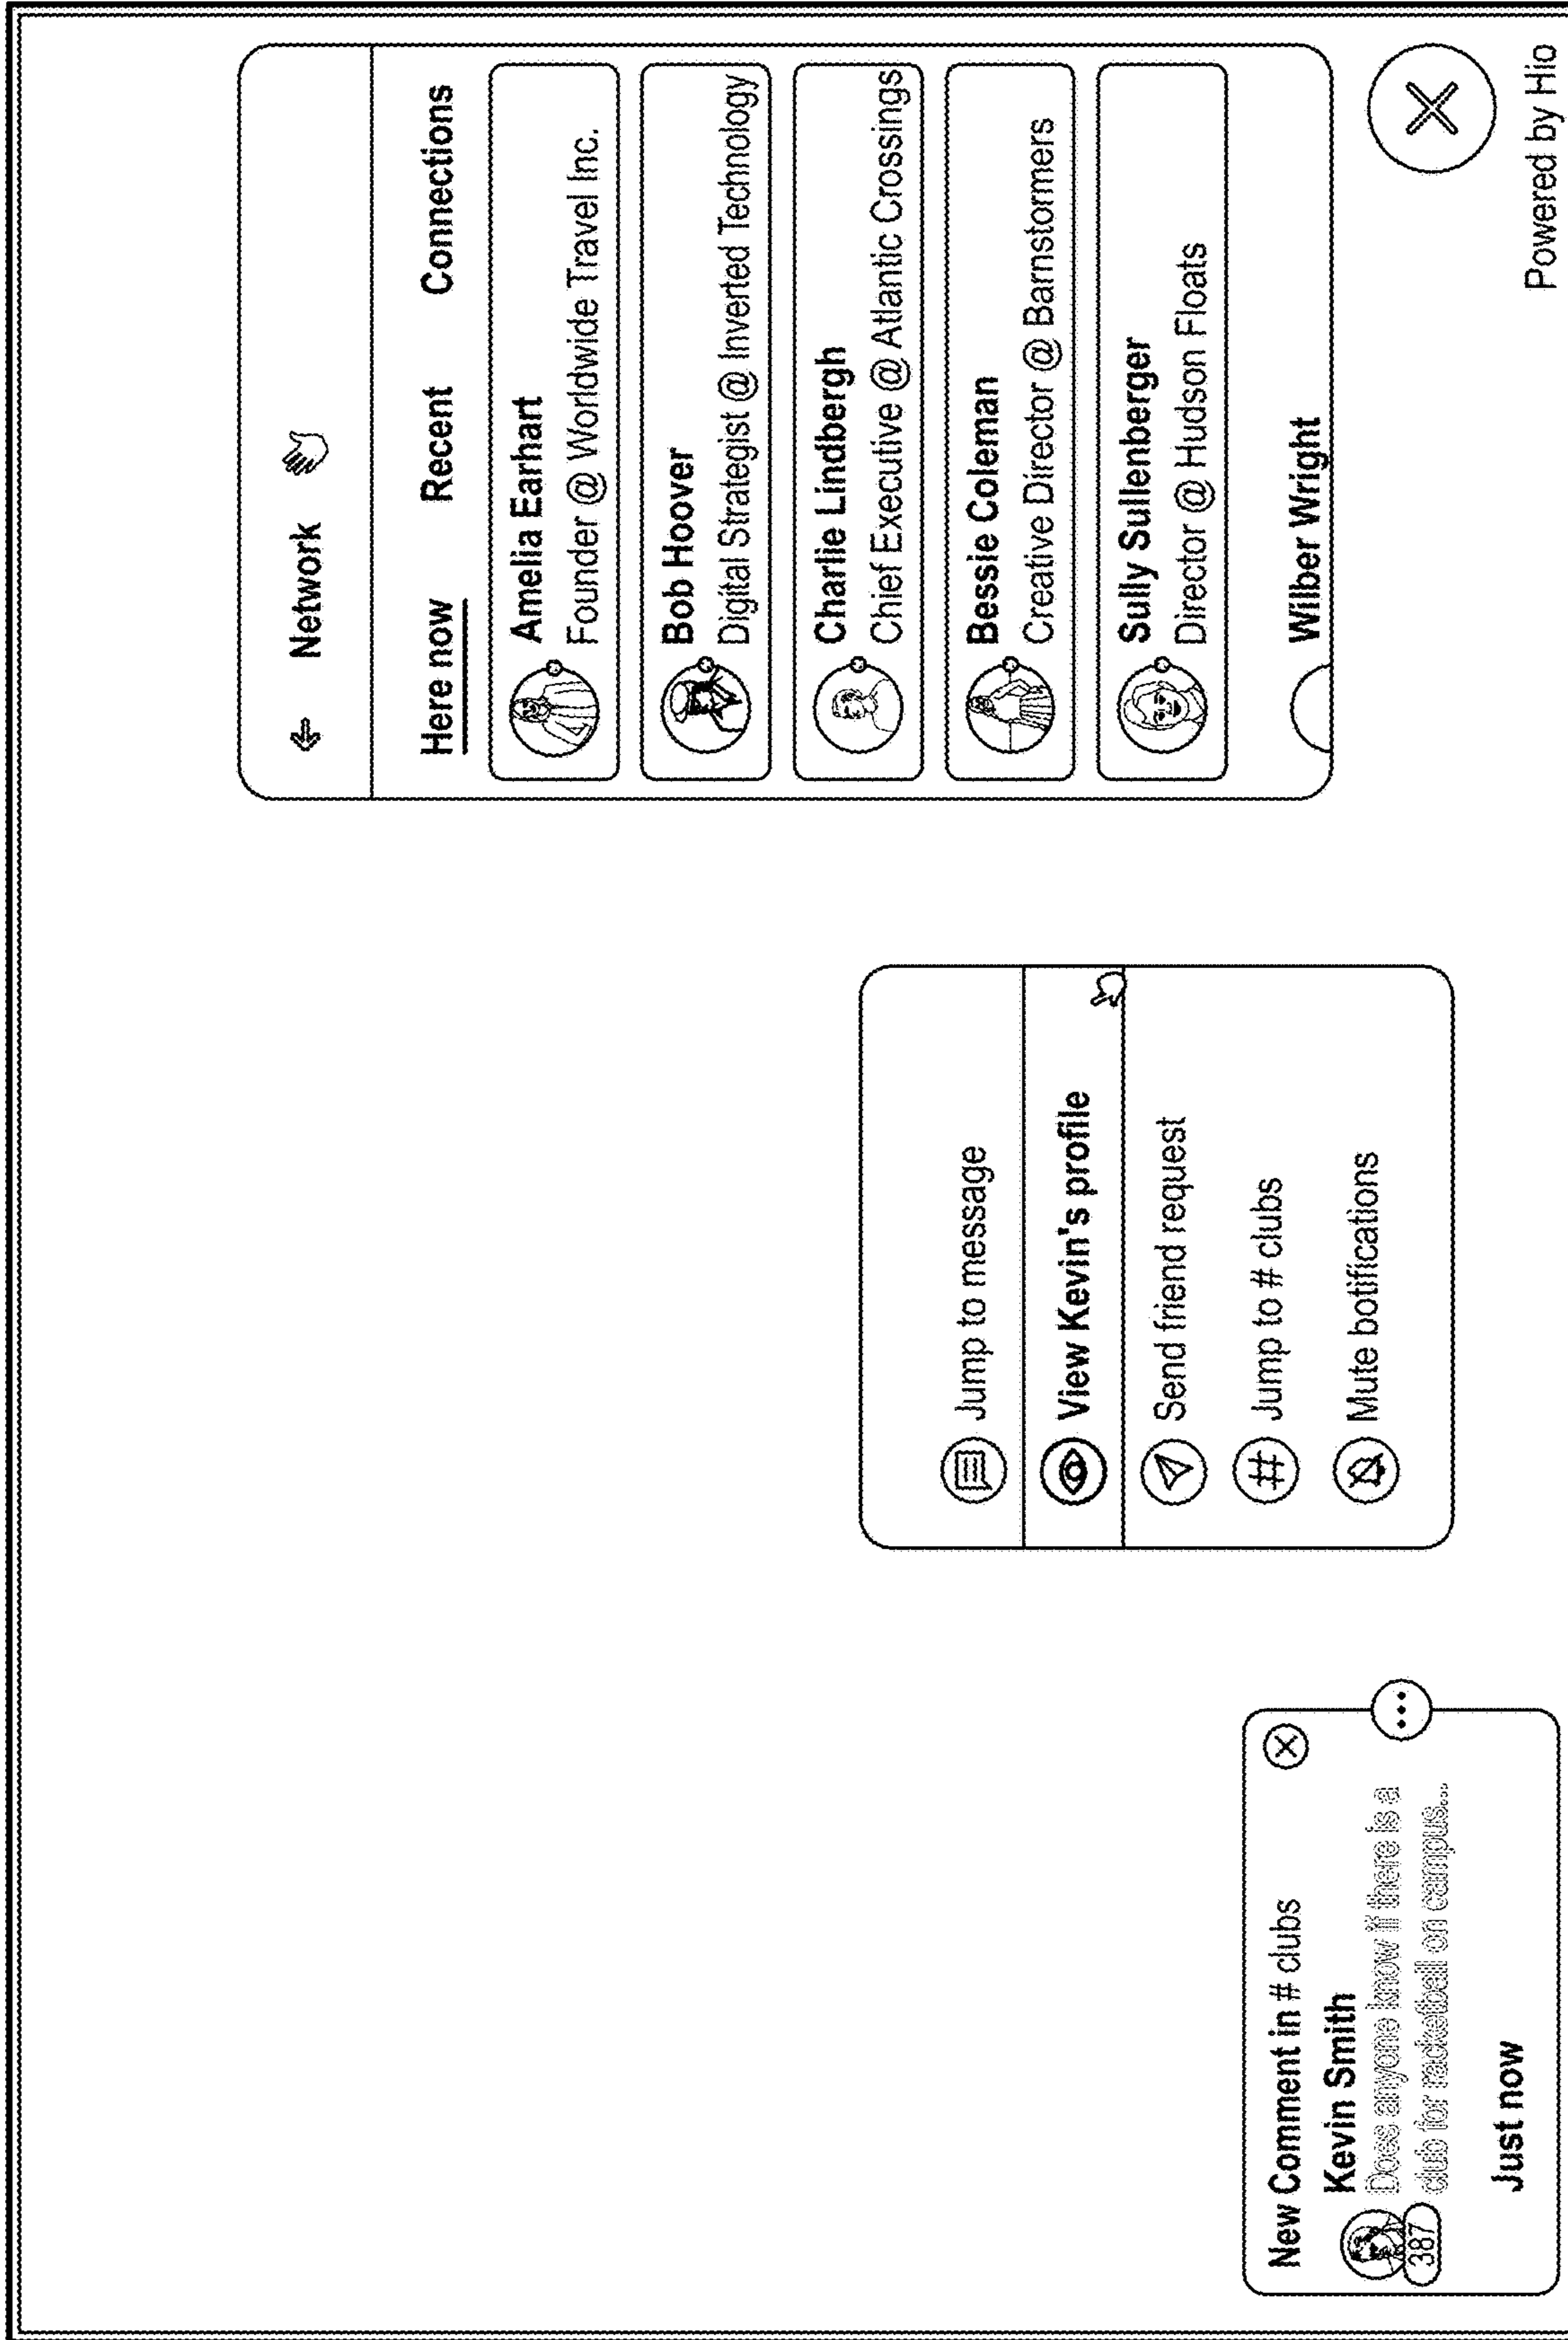 New Comment in # clubs
Kevin Smith
Does anyone know if there is a
club for racketball on campus...
387
Just now
Jump to message
View Kevin's profile
Send friend request
# Jump to # clubs
Mute botifications
Network
Here now Recent Connections
Amelia Earhart
Founder @ Worldwide Travel Inc.
Bob Hoover
Digital Strategist @ Inverted Technology
Charlie Lindbergh
Chief Executive @ Atlantic Crossings
Bessie Coleman
Creative Director @ Barnstormers
Sully Sullenberger
Director @ Hudson Floats
Wilber Wright
Powered by Hio